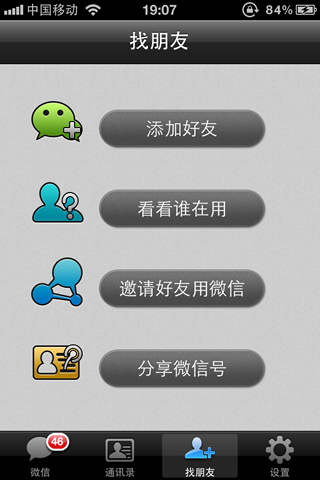 中国移动 19:07 84%
找朋友
添加好友
看看谁在用
邀请好友用微信
分享微信号
46
微信 通讯录 找朋友 设置